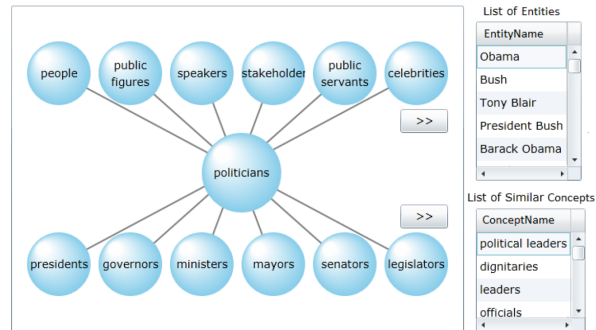 List of Entities
EntityName
Obama
Bush
Tony Blair
President Bush
Barack Obama
people
public
figures
speakers
stakeholder
public
servants
celebrities
>>
politicians
>>
presidents
governors
ministers
mayors
senators
legislators
List of Similar Concepts
ConceptName
political leaders
dignitaries
leaders
officials